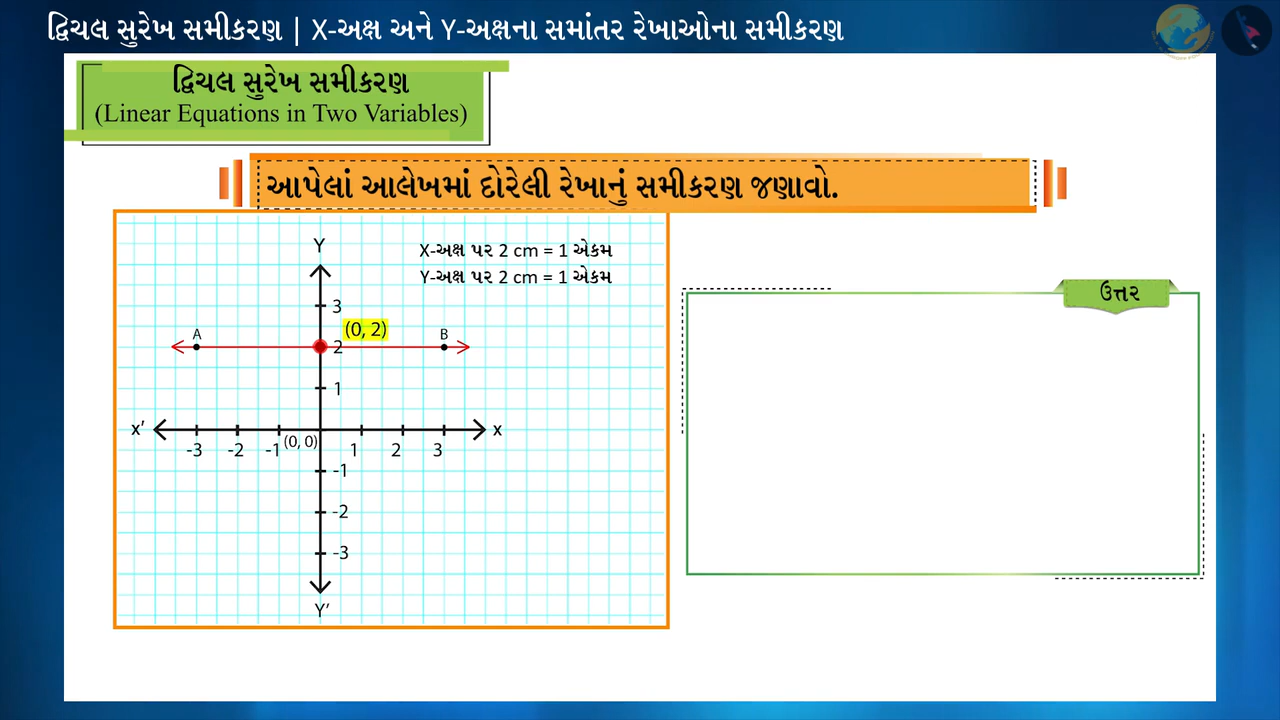 દ્વિચલ સુરેખ સમીકરણ | X-અક્ષ અને Y-અક્ષના સમાંતર રેખાઓના સમીકરણ
દ્વિચલ સુરેખ સમીકરણ
(Linear Equations in Two Variables)
આપેલાં આલેખમાં દોરેલી રેખાનું સમીકરણ જણાવો.
Y
X-અક્ષ પર 2 cm = 1 એકમ
Y-અક્ષ પર 2 cm = 1 એકમ
3
(0, 2)
A
B
2
1
X′
X
(0, 0)
-3 -2 -1 1 2 3
-1
-2
-3
Y′
ઉત્તર